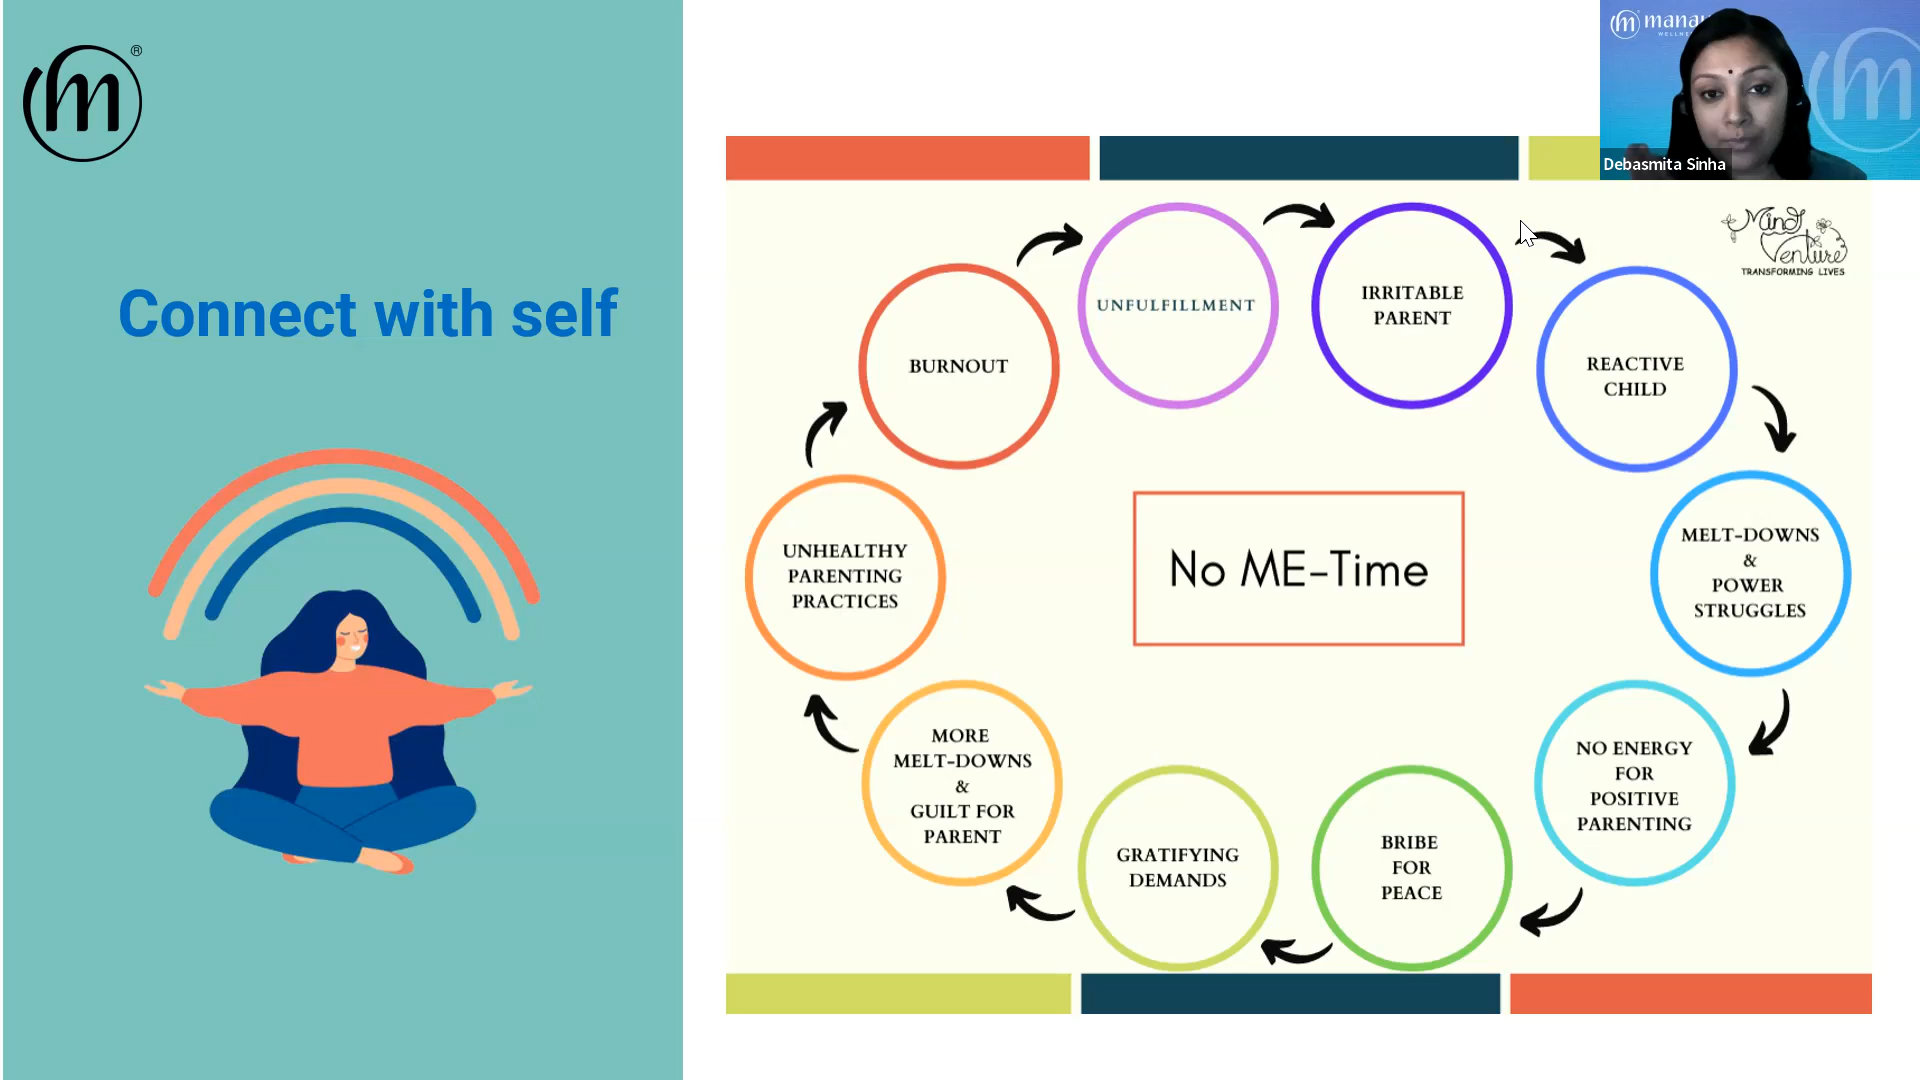 m
®
Connect with self
Debasmita Sinha
Mind
Venture
TRANSFORMING LIVES
UNFULFILLMENT
IRRITABLE
PARENT
REACTIVE
CHILD
MELT-DOWNS
&
POWER
STRUGGLES
NO ENERGY
FOR
POSITIVE
PARENTING
BRIBE
FOR
PEACE
GRATIFYING
DEMANDS
MORE
MELT-DOWNS
&
GUILT FOR
PARENT
UNHEALTHY
PARENTING
PRACTICES
BURNOUT
No ME-Time